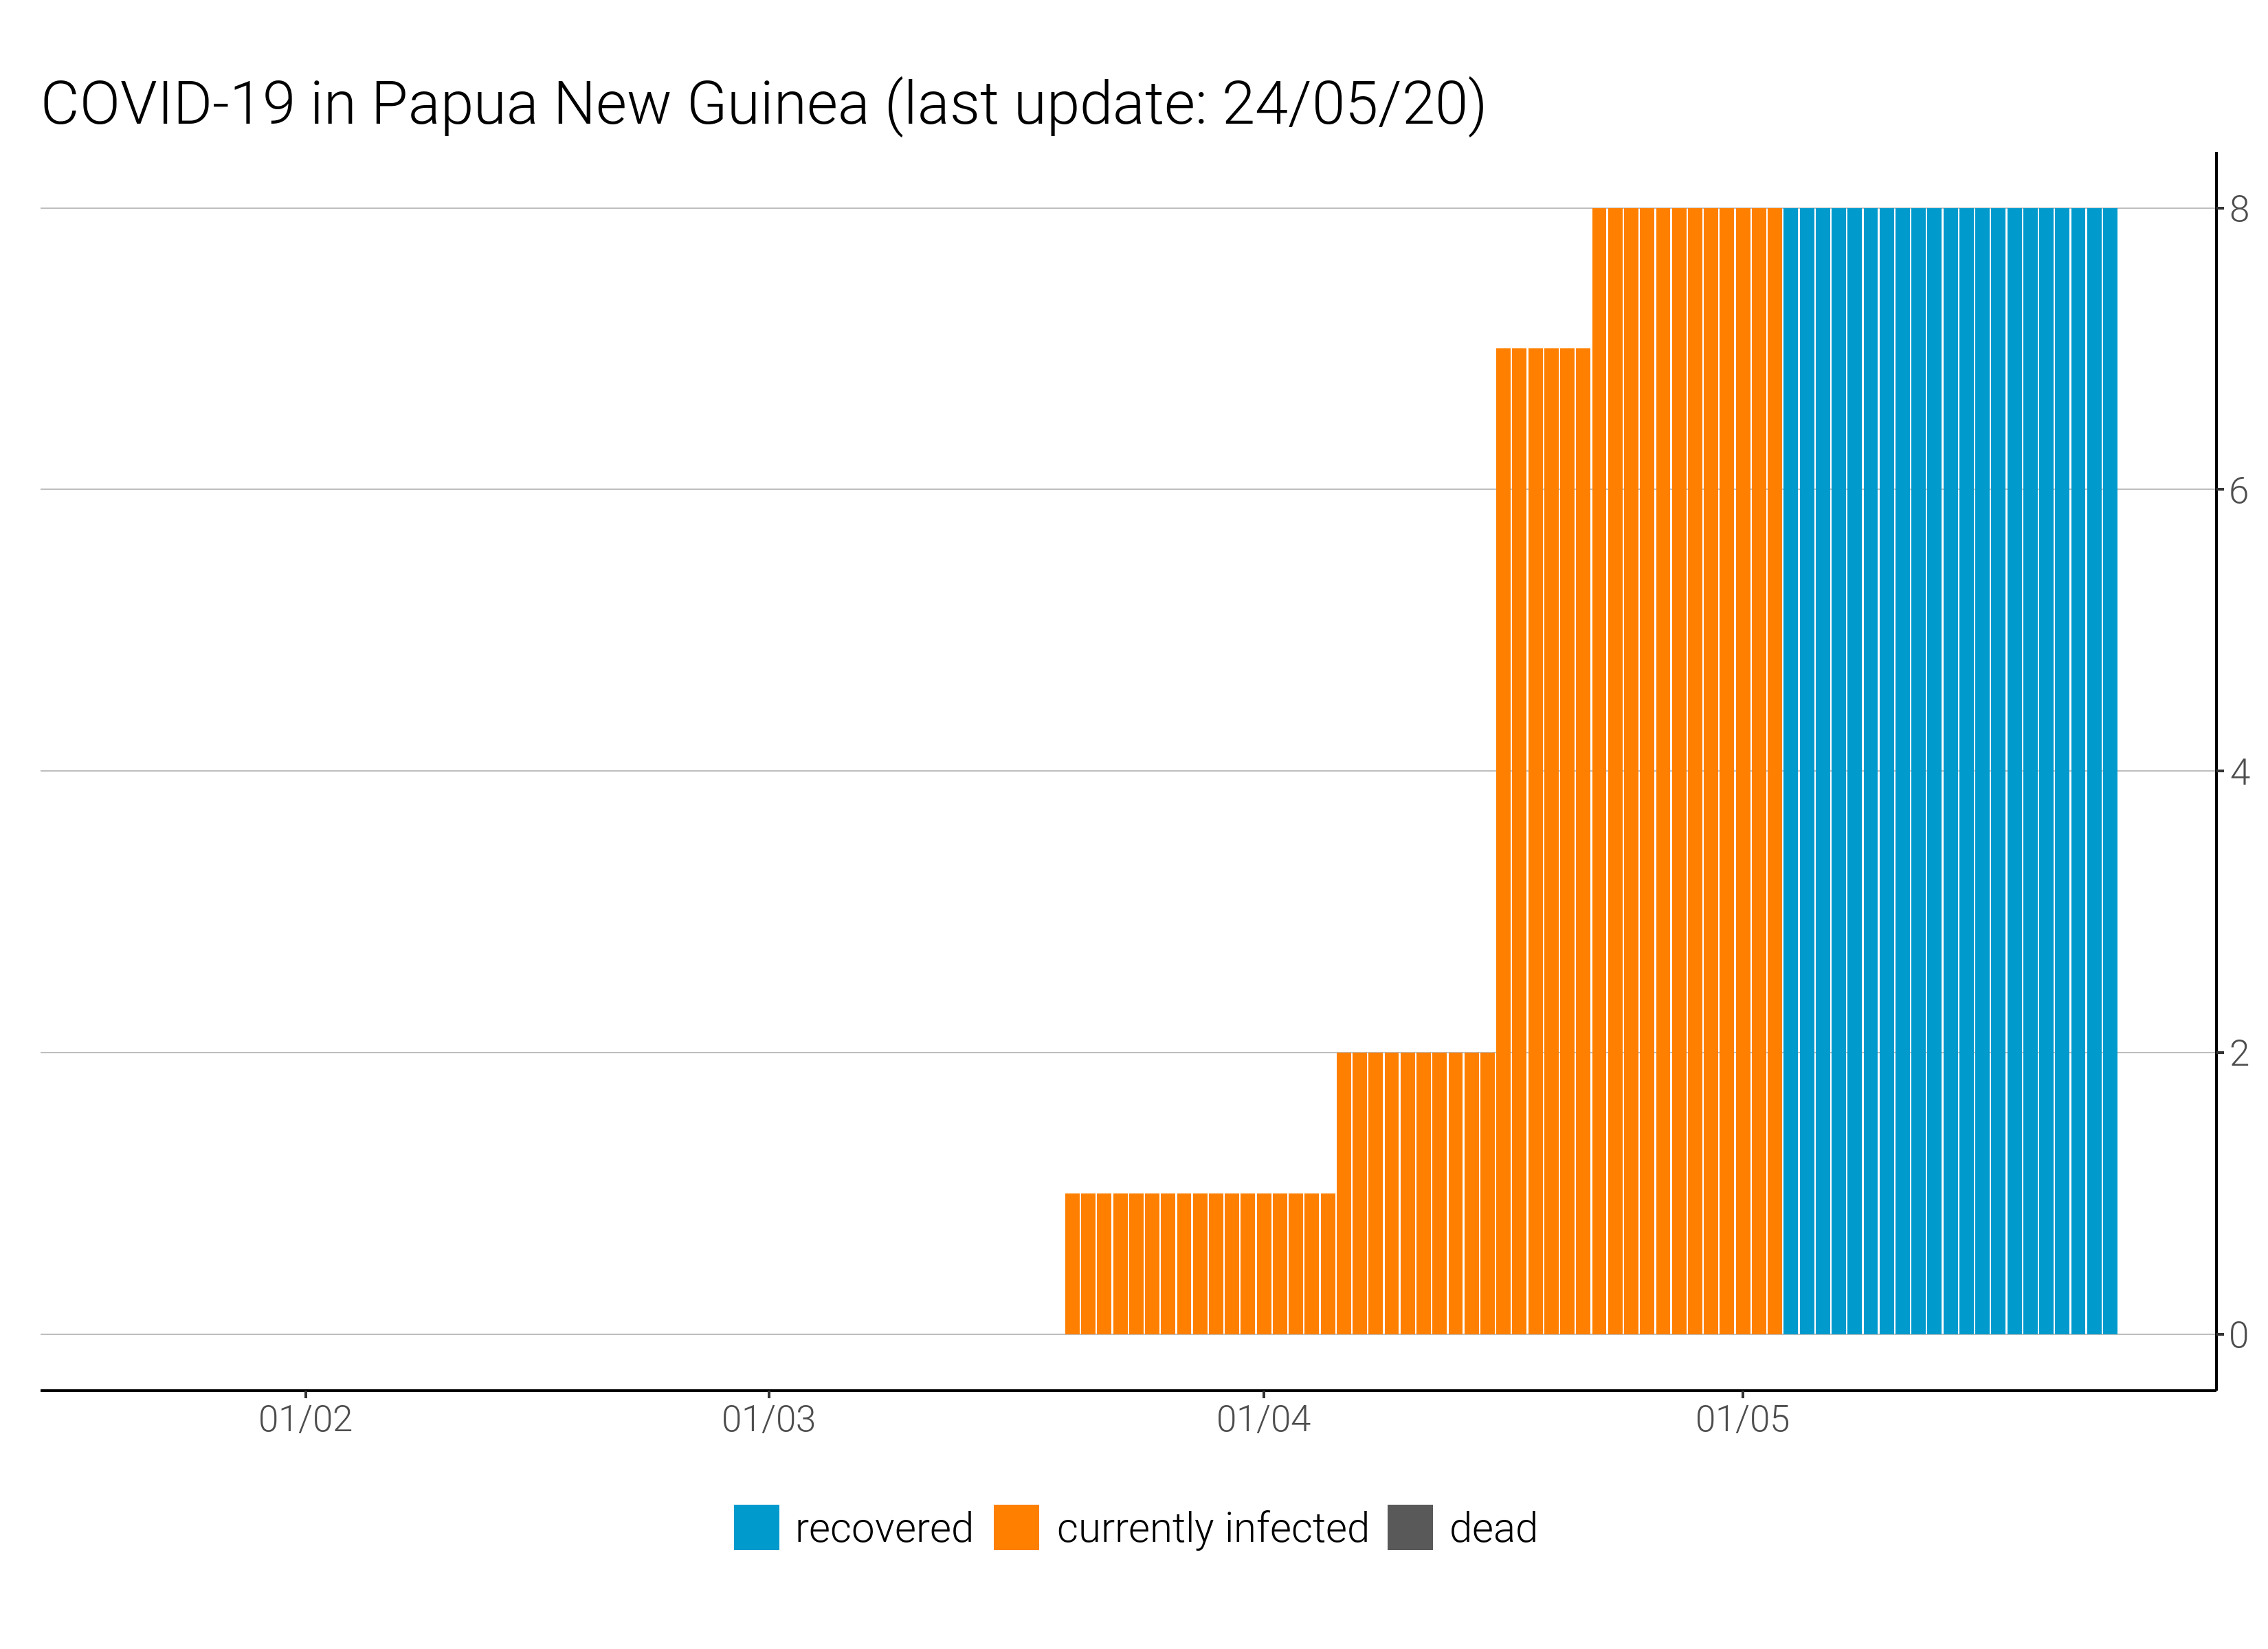 COVID-19 in Papua New Guinea (last update: 24/05/20)
8
6
4
2
0
01/02 01/03 01/04 01/05
recovered currently infected dead